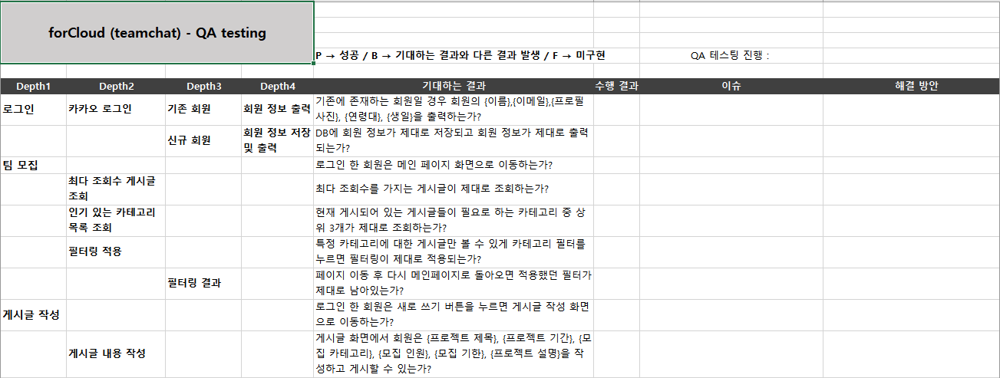 forCloud (teamchat) - QA testing
P → 성공 / B → 기대하는 결과와 다른 결과 발생 / F → 미구현
QA 테스팅 진행 :
Depth1 Depth2 Depth3 Depth4 기대하는 결과 수행 결과 이슈 해결 방안
로그인 카카오 로그인 기존 회원 회원 정보 출력
기존에 존재하는 회원일 경우 회원의 {이름},{이메일},{프로필
사진}, {연령대}, {생일}을 출력하는가?
신규 회원
회원 정보 저장
및 출력
DB에 회원 정보가 제대로 저장되고 회원 정보가 제대로 출력
되는가?
팀 모집 로그인 한 회원은 메인 페이지 화면으로 이동하는가?
최다 조회수 게시글
조회
최다 조회수를 가지는 게시글이 제대로 조회하는가?
인기 있는 카테고리
목록 조회
현재 게시되어 있는 게시글들이 필요로 하는 카테고리 중 상
위 3개가 제대로 조회하는가?
필터링 적용
특정 카테고리에 대한 게시글만 볼 수 있게 카테고리 필터를
누르면 필터링이 제대로 적용되는가?
필터링 결과
페이지 이동 후 다시 메인페이지로 돌아오면 적용했던 필터가
제대로 남아있는가?
게시글 작성
로그인 한 회원은 새로 쓰기 버튼을 누르면 게시글 작성 화면
으로 이동하는가?
게시글 내용 작성
게시글 화면에서 회원은 {프로젝트 제목}, {프로젝트 기간}, {모
집 카테고리}, {모집 인원}, {모집 기한}, {프로젝트 설명}을 작
성하고 게시할 수 있는가?